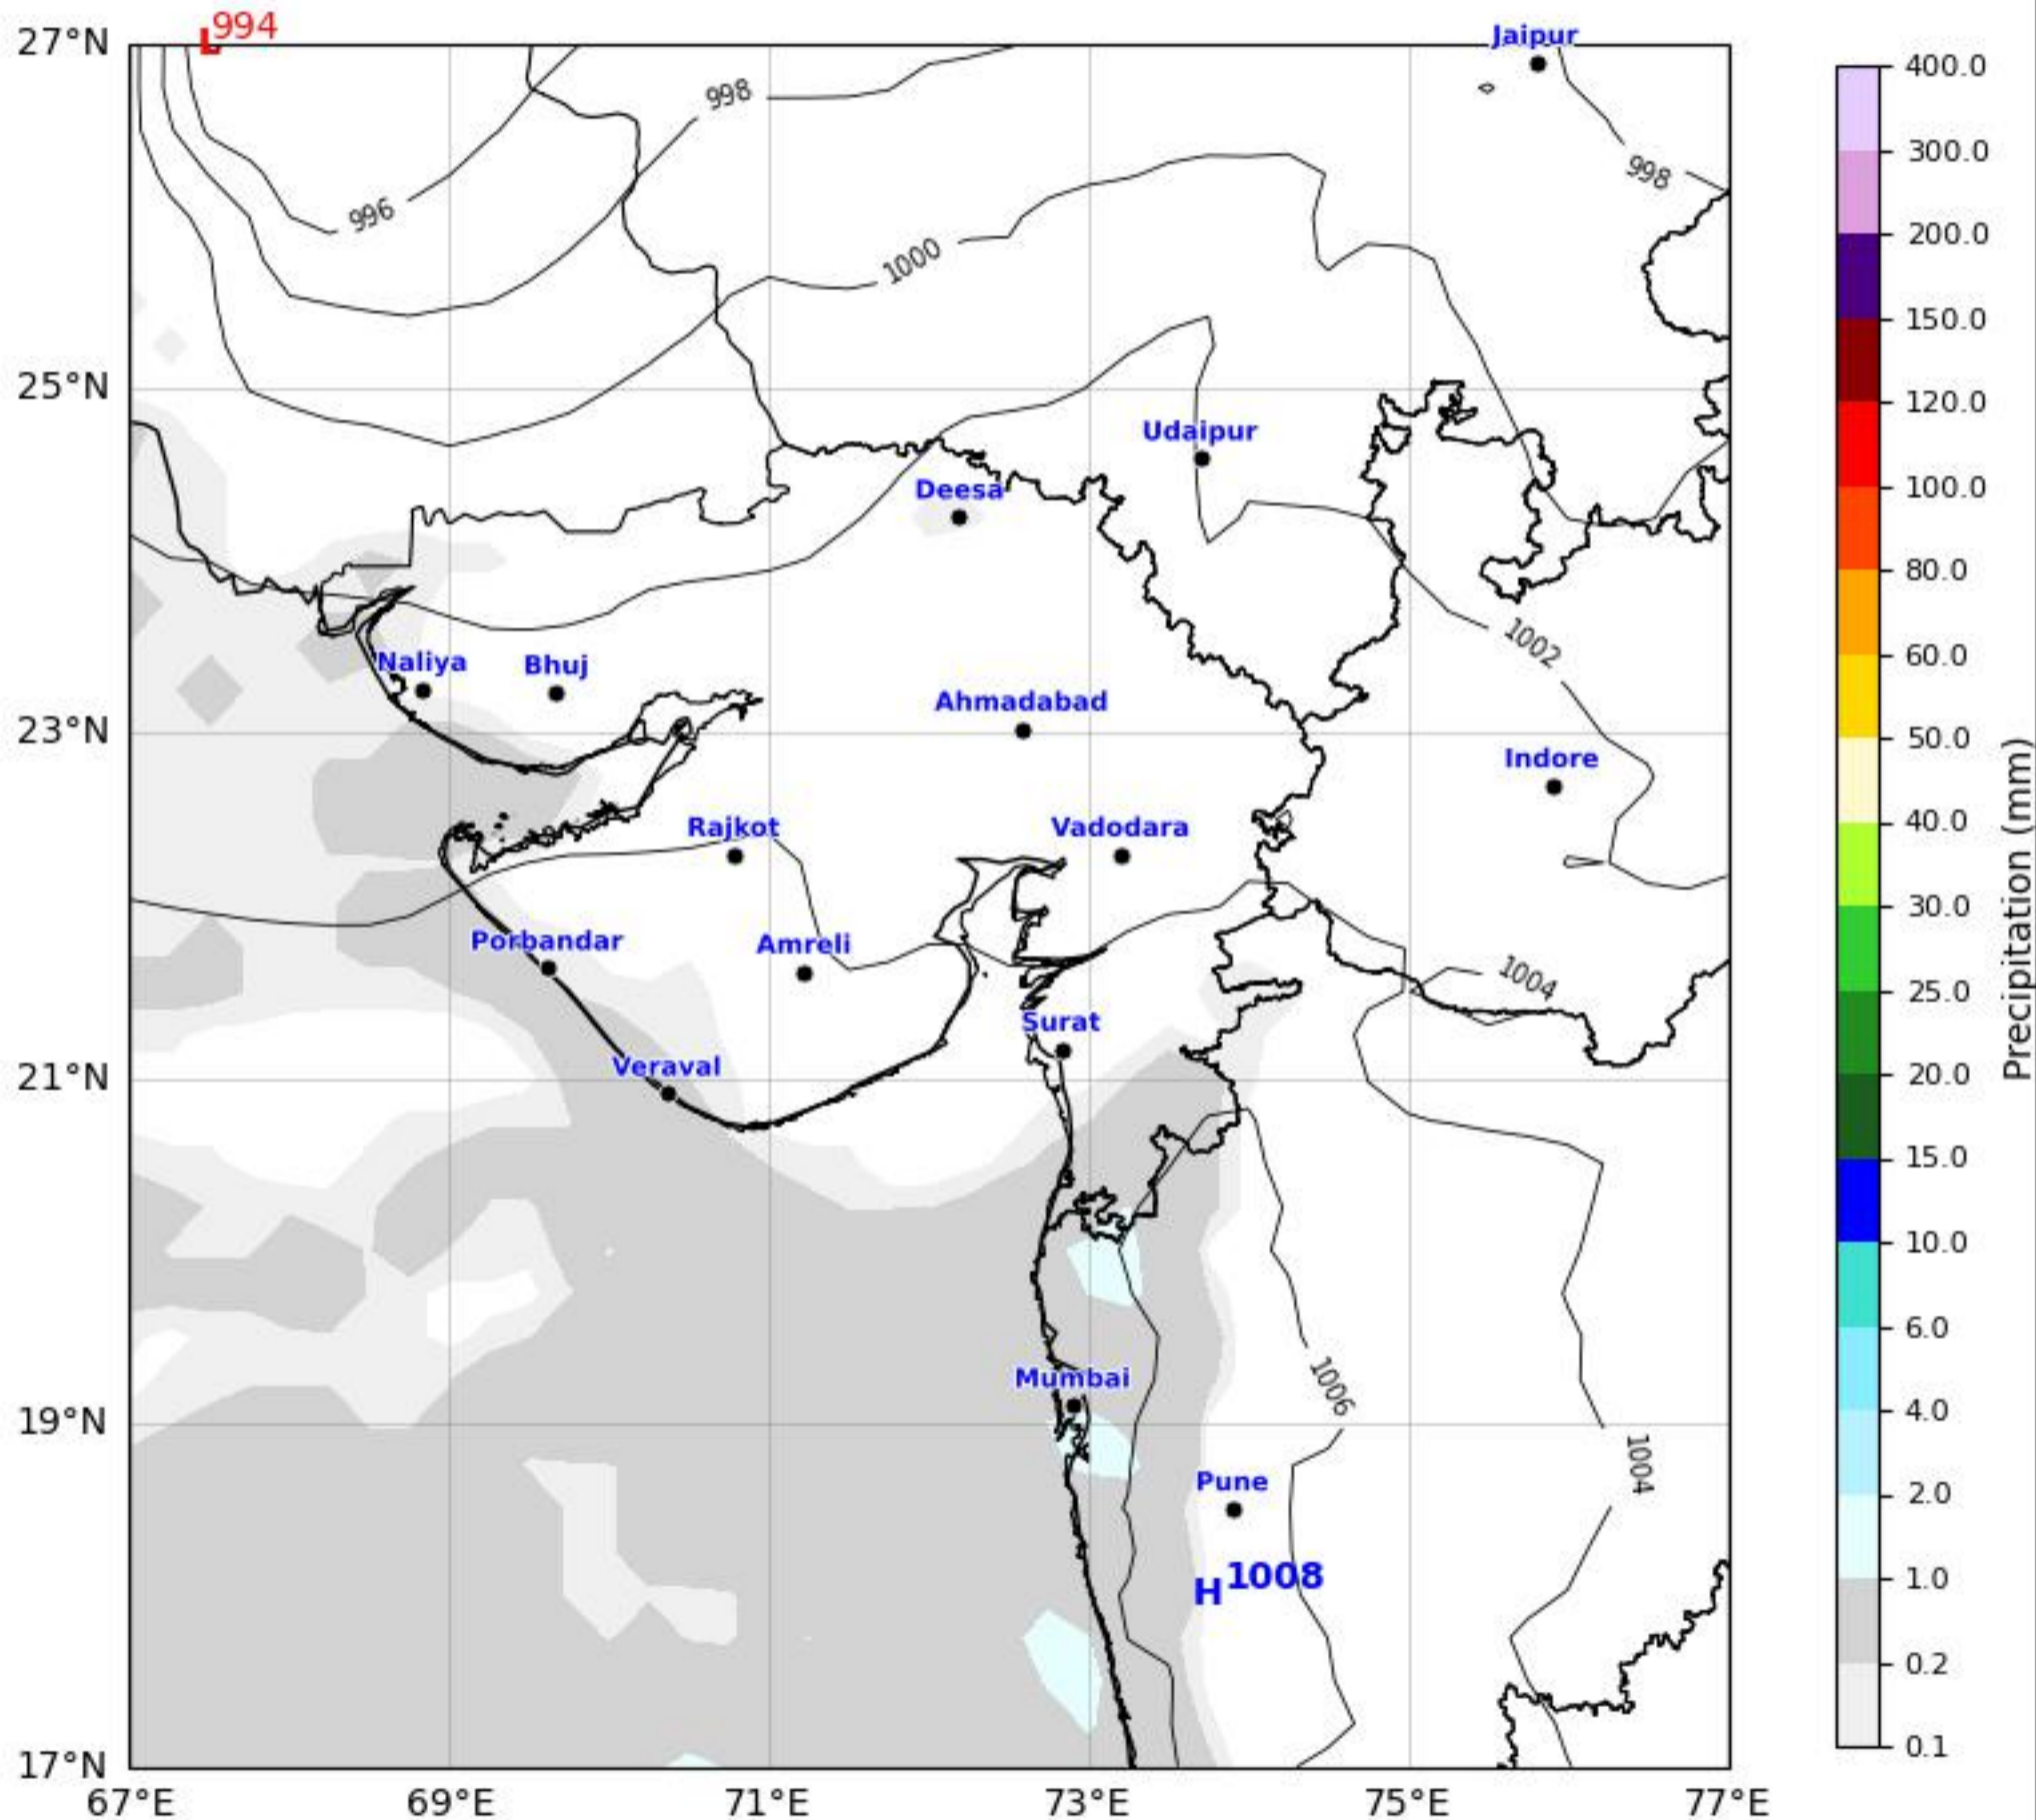 L994
27°N
Jaipur
400.0
998
300.0
998
996
200.0
1000
150.0
25°N
120.0
Udaipur
Deesa
100.0
80.0
1002
60.0
Naliya
Bhuj
Ahmadabad
23°N
50.0
Indore
40.0
Rajkot
Vadodara
30.0
Porbandar
Amreli
1004
25.0
Surat
Veraval
21°N
20.0
Precipitation (mm)
15.0
10.0
6.0
Mumbai
1006
4.0
19°N
1004
Pune
2.0
H1008
1.0
0.2
0.1
17°N
67°E
69°E
71°E
73°E
75°E
77°E